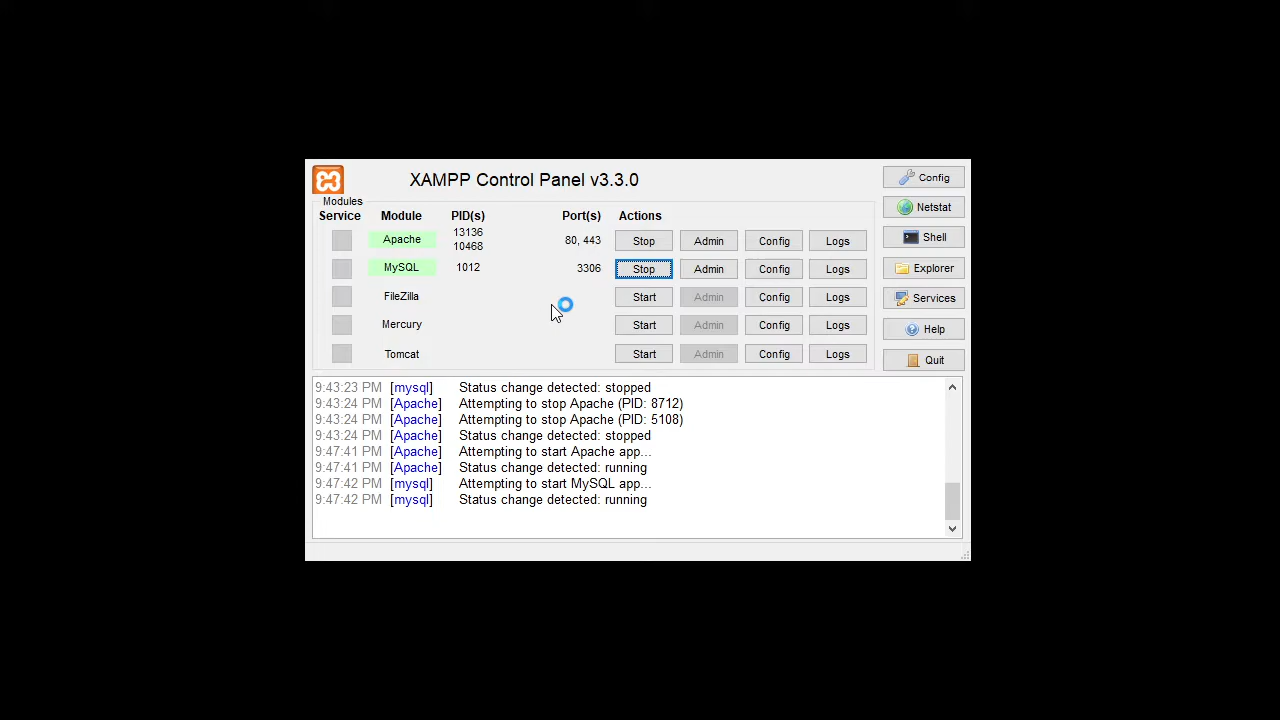 XAMPP Control Panel v3.3.0
Modules
Service Module PID(s) Port(s) Actions
Apache 13136 10468 80, 443 Stop Admin Config Logs
MySQL 1012 3306 Stop Admin Config Logs
FileZilla Start Admin Config Logs
Mercury Start Admin Config Logs
Tomcat Start Admin Config Logs
Config
Netstat
Shell
Explorer
Services
Help
Quit
9:43:23 PM [mysql] Status change detected: stopped
9:43:24 PM [Apache] Attempting to stop Apache (PID: 8712)
9:43:24 PM [Apache] Attempting to stop Apache (PID: 5108)
9:43:24 PM [Apache] Status change detected: stopped
9:47:41 PM [Apache] Attempting to start Apache app...
9:47:41 PM [Apache] Status change detected: running
9:47:42 PM [mysql] Attempting to start MySQL app...
9:47:42 PM [mysql] Status change detected: running